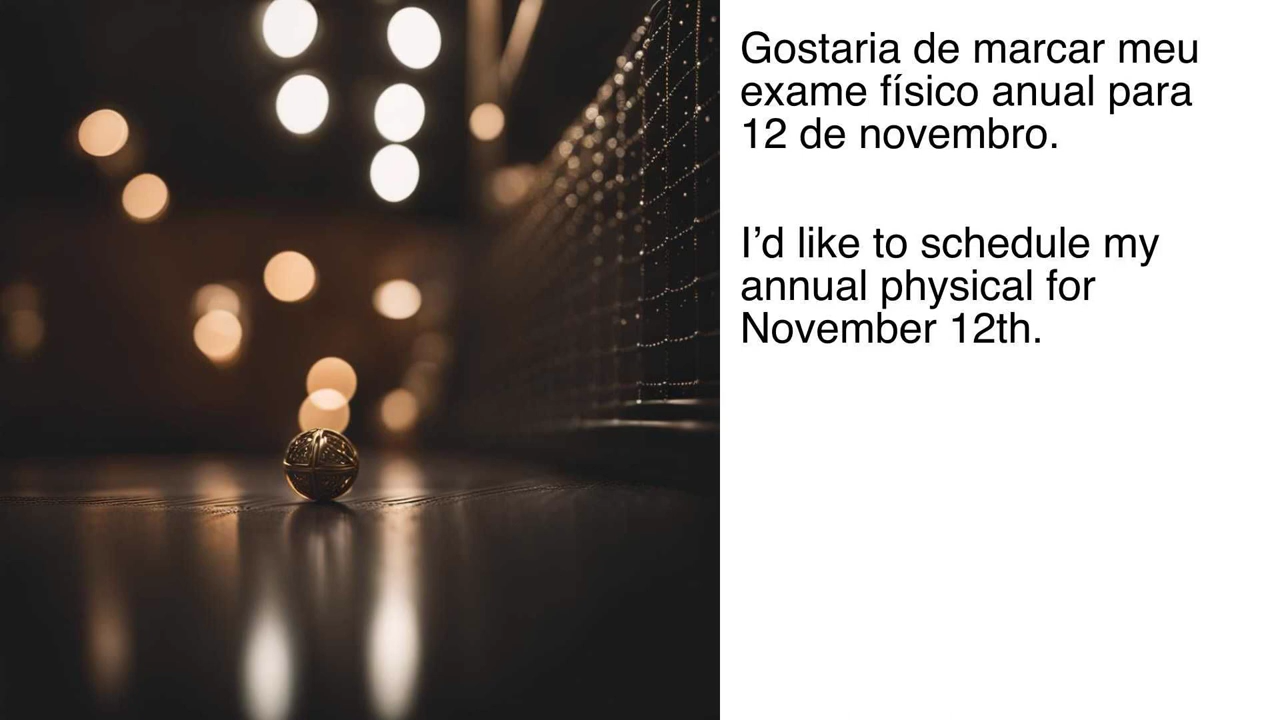 Gostaria de marcar meu
exame físico anual para
12 de novembro.
I’d like to schedule my
annual physical for
November 12th.